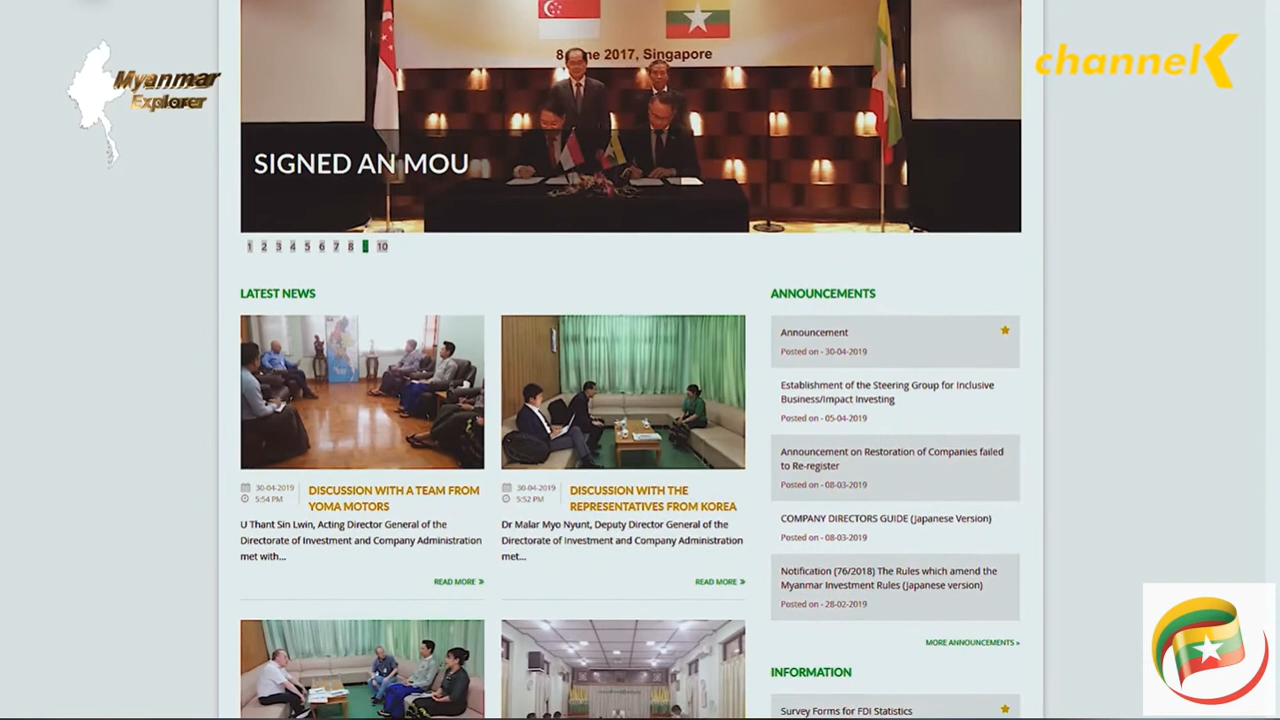 Myanmar
Explorer
channelK
8 June 2017, Singapore
SIGNED AN MOU
1 2 3 4 5 6 7 8 10
LATEST NEWS
30-04-2019
5:54 PM
DISCUSSION WITH A TEAM FROM
YOMA MOTORS
U Thant Sin Lwin, Acting Director General of the
Directorate of Investment and Company Administration
met with...
READ MORE »
30-04-2019
5:52 PM
DISCUSSION WITH THE
REPRESENTATIVES FROM KOREA
Dr Malar Myo Nyunt, Deputy Director General of the
Directorate of Investment and Company Administration
met...
READ MORE »
ANNOUNCEMENTS
Announcement
Posted on - 30-04-2019
Establishment of the Steering Group for Inclusive
Business/Impact Investing
Posted on - 05-04-2019
Announcement on Restoration of Companies failed
to Re-register
Posted on - 08-03-2019
COMPANY DIRECTORS GUIDE (Japanese Version)
Posted on - 08-03-2019
Notification (76/2018) The Rules which amend the
Myanmar Investment Rules (Japanese version)
Posted on - 28-02-2019
MORE ANNOUNCEMENTS »
INFORMATION
Survey Forms for FDI Statistics